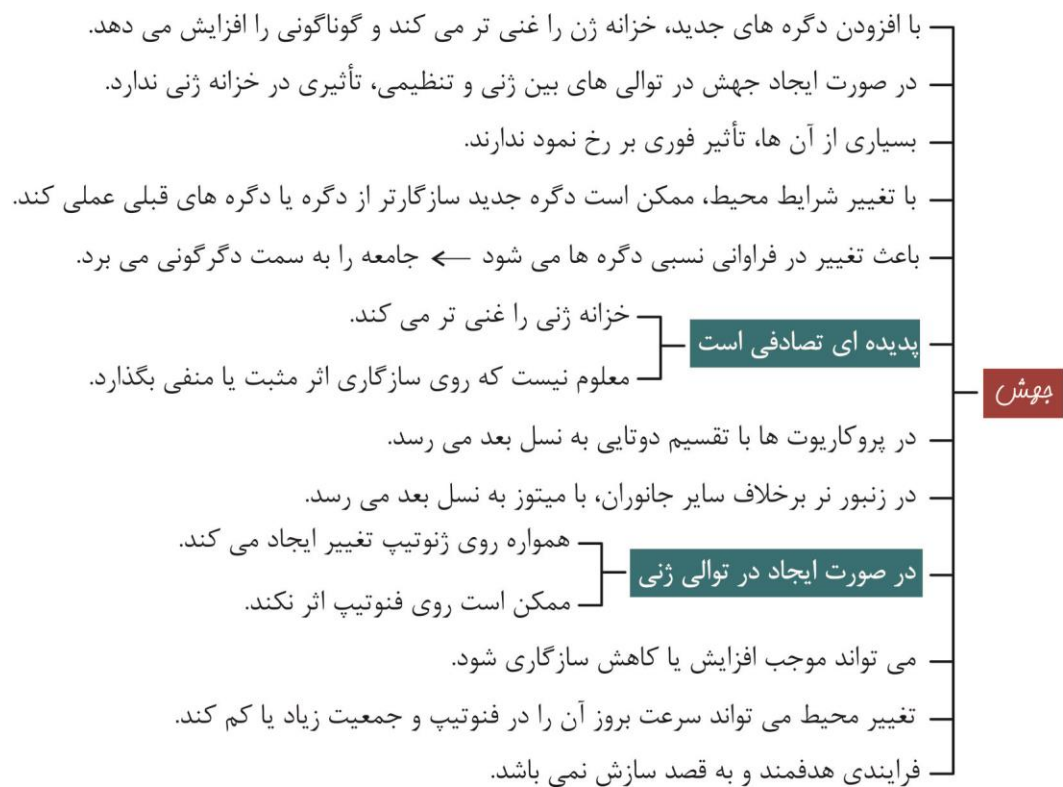 جهش
با افزودن دگره های جدید، خزانه ژن را غنی تر می کند و گوناگونی را افزایش می دهد.
در صورت ایجاد جهش در توالی های بین ژنی و تنظیمی، تأثیری در خزانه ژنی ندارد.
بسیاری از آن ها، تأثیر فوری بر رخ نمود ندارند.
با تغییر شرایط محیط، ممکن است دگره جدید سازگارتر از دگره یا دگره های قبلی عملی کند.
باعث تغییر در فراوانی نسبی دگره ها می شود ← جامعه را به سمت دگرگونی می برد.
پدیده ای تصادفی است
خزانه ژنی را غنی تر می کند.
معلوم نیست که روی سازگاری اثر مثبت یا منفی بگذارد.
در پروکاریوت ها با تقسیم دوتایی به نسل بعد می رسد.
در زنبور نر برخلاف سایر جانوران، با میتوز به نسل بعد می رسد.
در صورت ایجاد در توالی ژنی
همواره روی ژنوتیپ تغییر ایجاد می کند.
ممکن است روی فنوتیپ اثر نکند.
می تواند موجب افزایش یا کاهش سازگاری شود.
تغییر محیط می تواند سرعت بروز آن را در فنوتیپ و جمعیت زیاد یا کم کند.
فرایندی هدفمند و به قصد سازش نمی باشد.